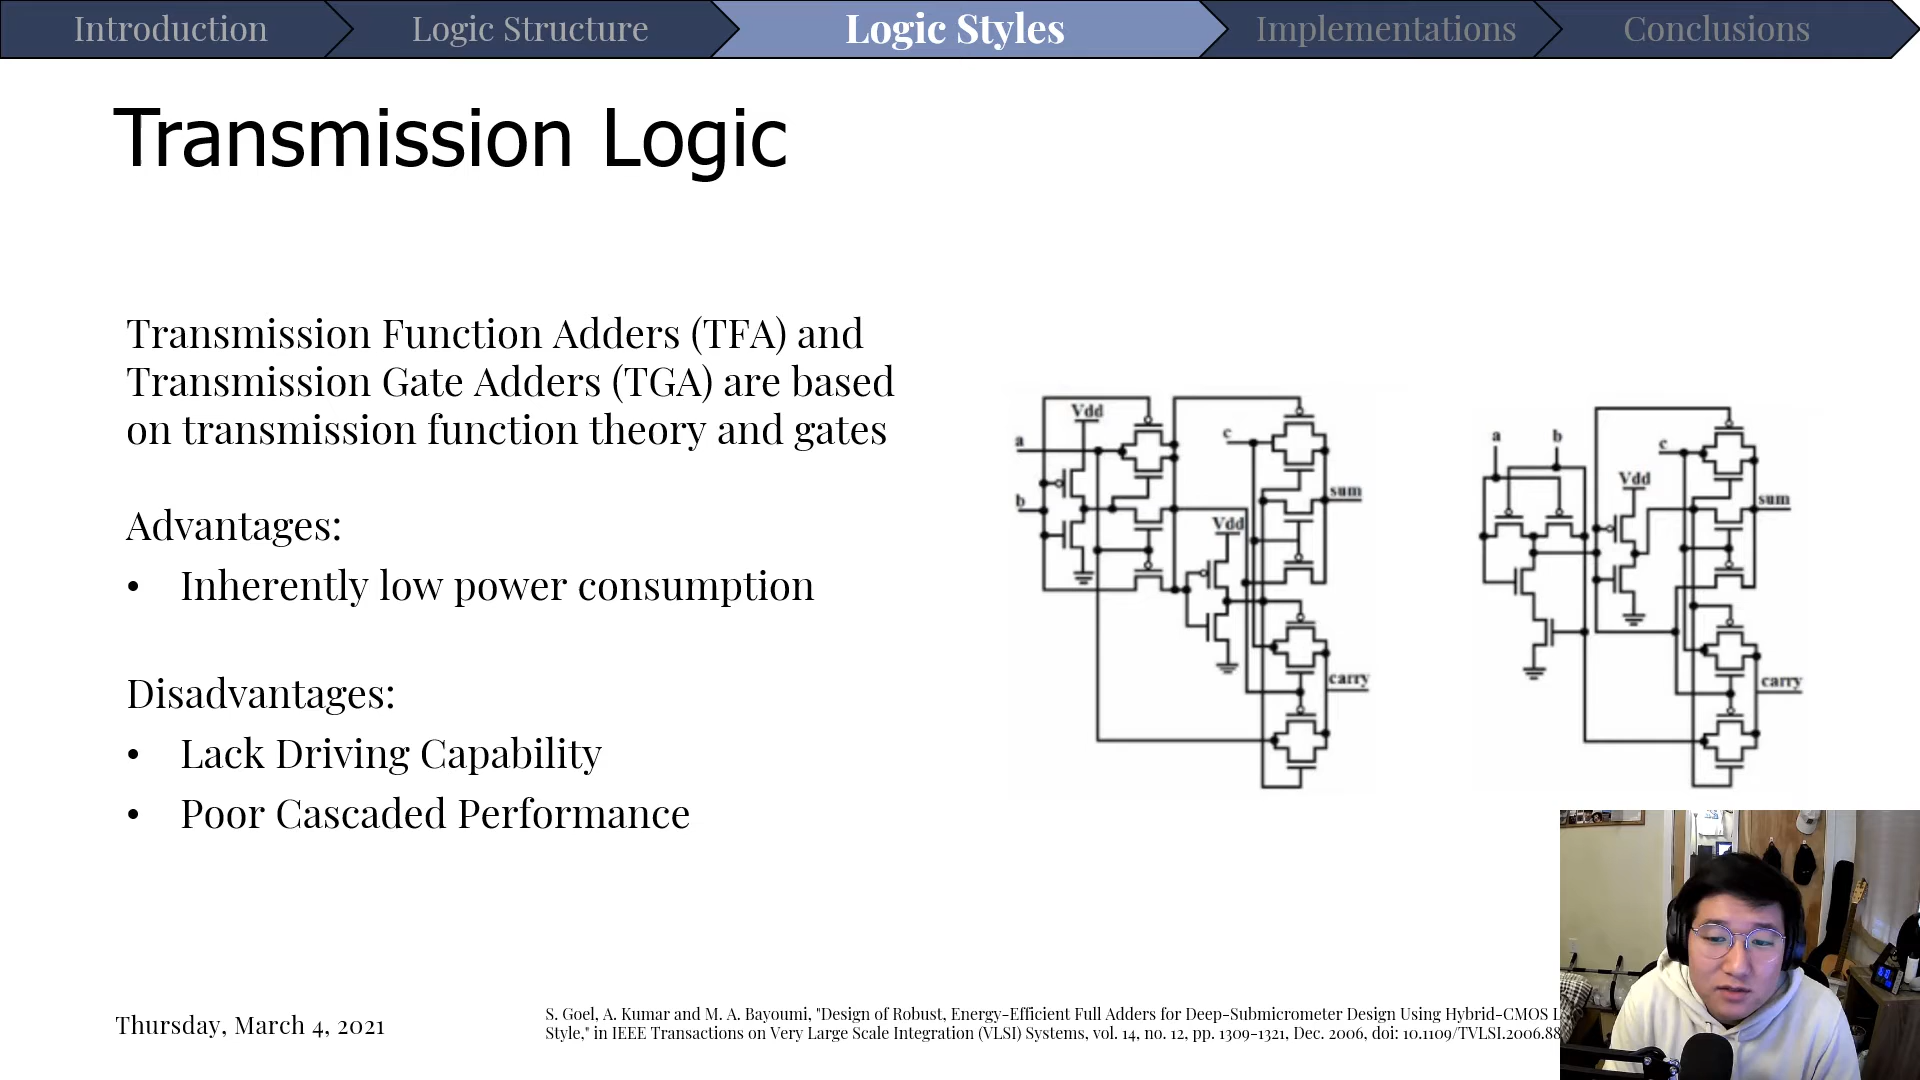 Introduction
Logic Structure
Logic Styles
Implementations
Conclusions
Transmission Logic
Transmission Function Adders (TFA) and
Transmission Gate Adders (TGA) are based
on transmission function theory and gates
Advantages:
• Inherently low power consumption
Disadvantages:
• Lack Driving Capability
• Poor Cascaded Performance
Vdd
a
b
c
Vdd
sum
carry
a
b
c
Vdd
sum
carry
Thursday, March 4, 2021
S. Goel, A. Kumar and M. A. Bayoumi, "Design of Robust, Energy-Efficient Full Adders for Deep-Submicrometer Design Using Hybrid-CMOS
Style," in IEEE Transactions on Very Large Scale Integration (VLSI) Systems, vol. 14, no. 12, pp. 1309-1321, Dec. 2006, doi: 10.1109/TVLSI.2006.88